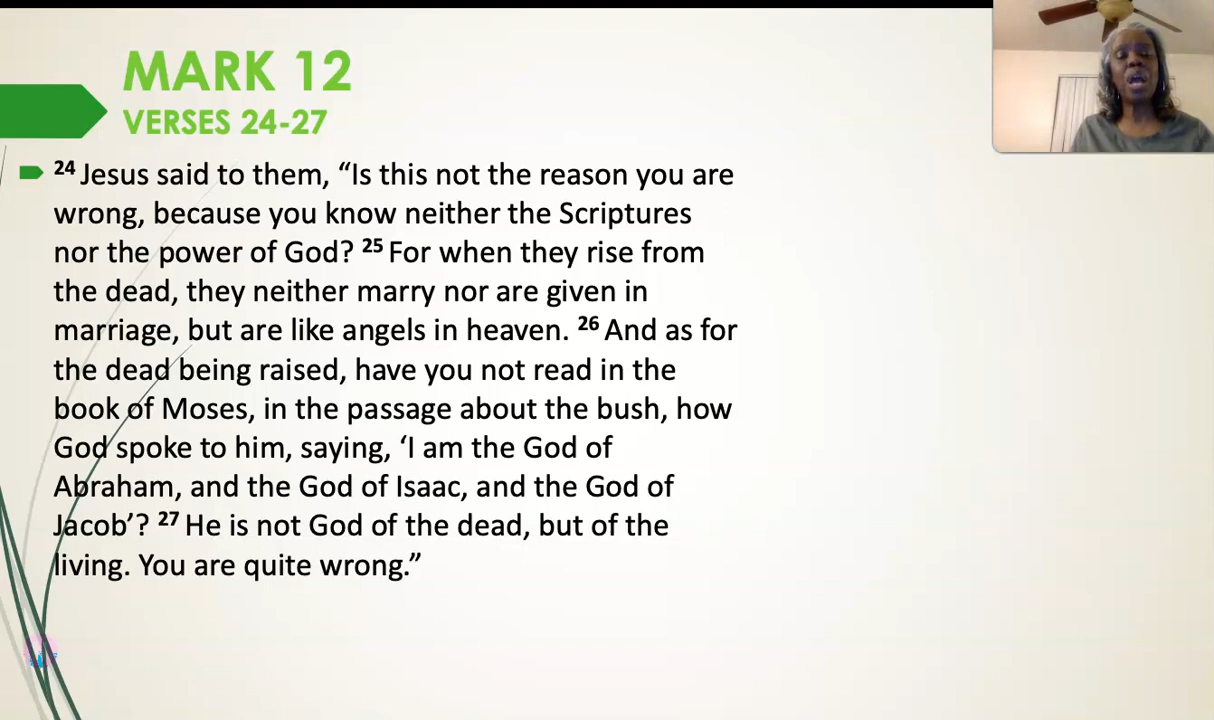 MARK 12
VERSES 24-27
24 Jesus said to them, “Is this not the reason you are
wrong, because you know neither the Scriptures
nor the power of God? 25 For when they rise from
the dead, they neither marry nor are given in
marriage, but are like angels in heaven. 26 And as for
the dead being raised, have you not read in the
book of Moses, in the passage about the bush, how
God spoke to him, saying, ‘I am the God of
Abraham, and the God of Isaac, and the God of
Jacob’? 27 He is not God of the dead, but of the
living. You are quite wrong.”